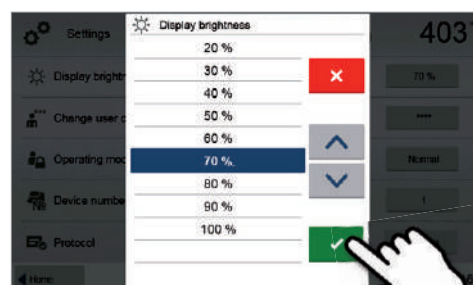 Settings
Display brightness
403
20 %
30 %
40 %
50 %
60 %
70 %
80 %
90 %
100 %
Display brightn
70 %
Change user c
****
Operating mod
Normal
Device numbe
1
Protocol
Home